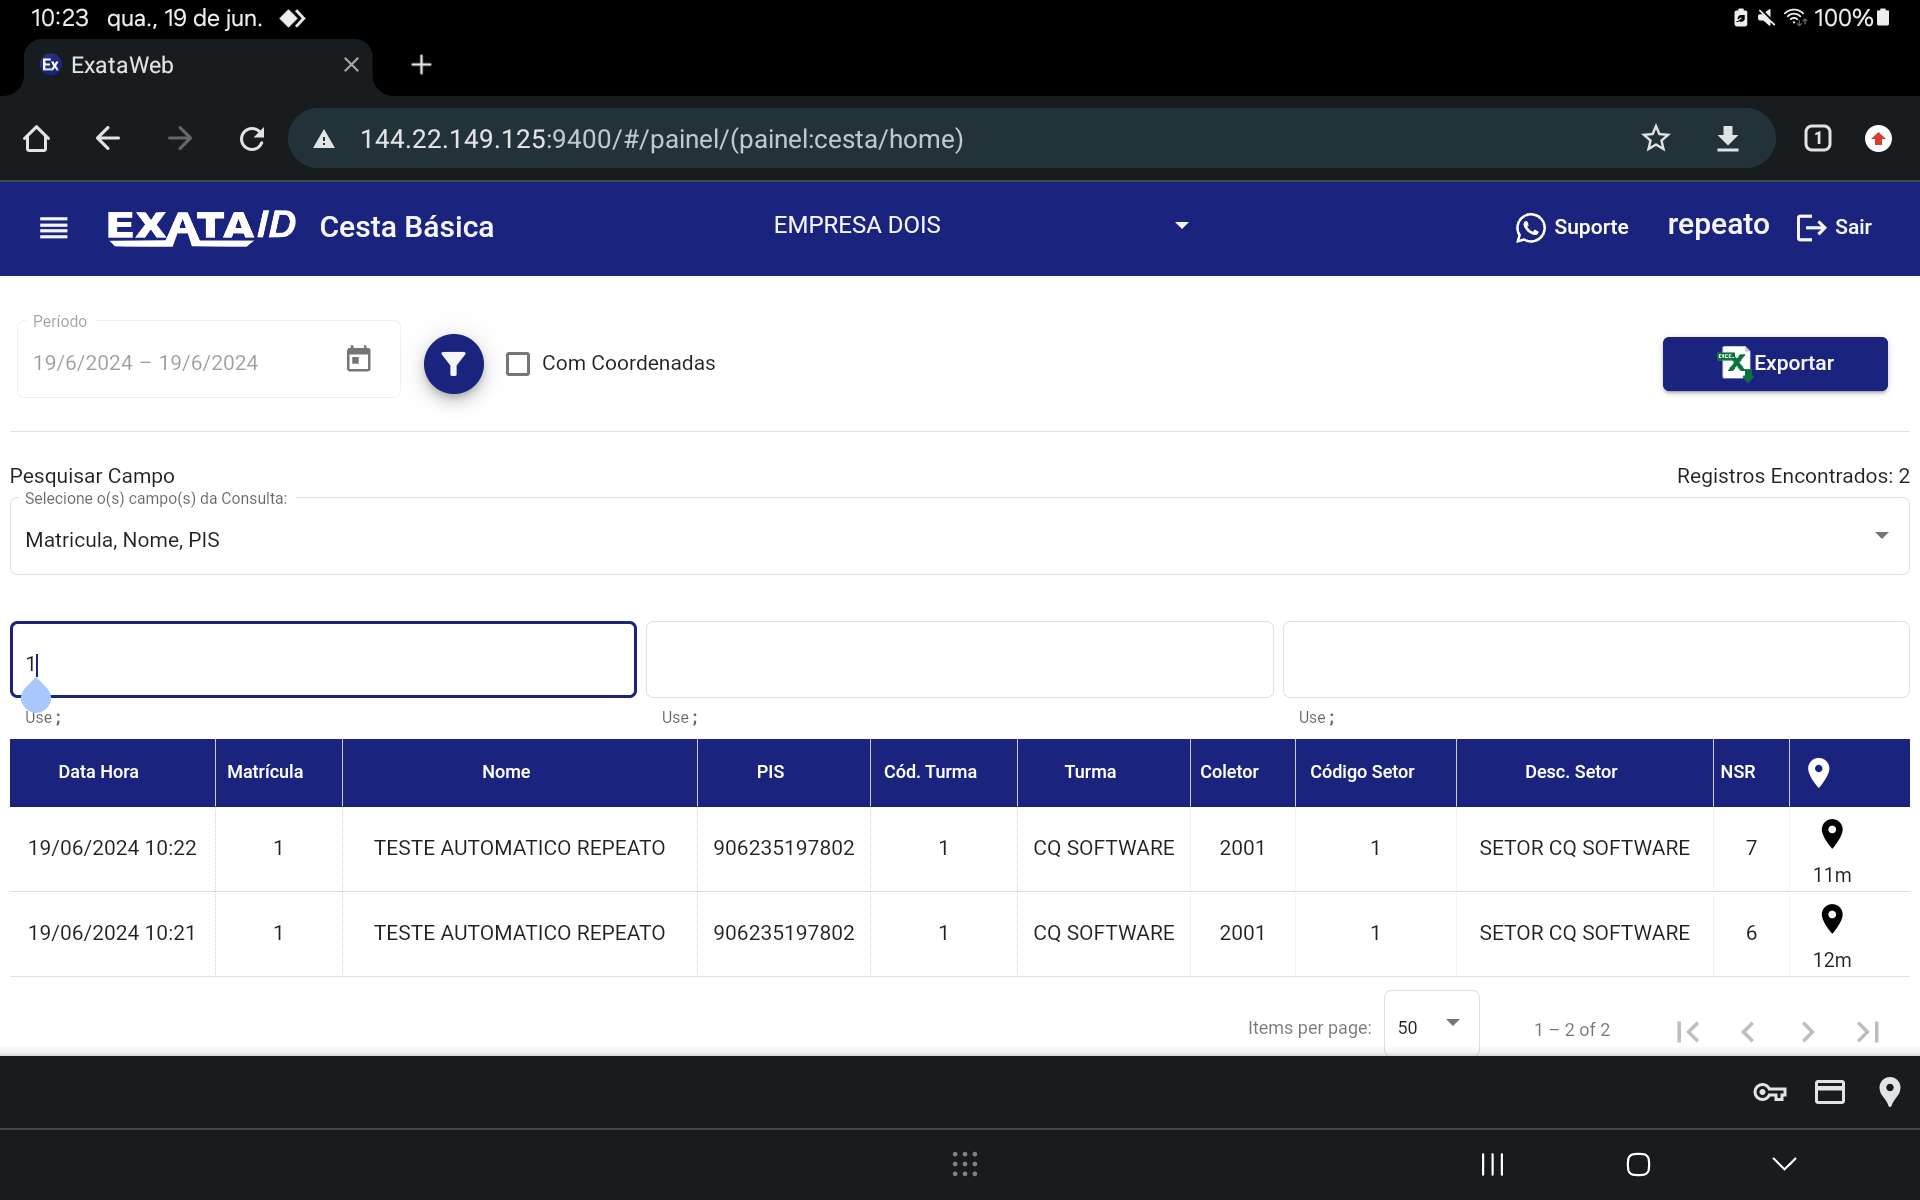 10:23 qua., 19 de jun. 100%
Ex ExataWeb
144.22.149.125:9400/#/painel/(painel:cesta/home) 1
EXATA ID Cesta Básica EMPRESA DOIS Suporte repeato Sair
Período
19/6/2024 – 19/6/2024 Com Coordenadas Exportar
Pesquisar Campo Registros Encontrados: 2
Selecione o(s) campo(s) da Consulta:
Matricula, Nome, PIS
1
Use ; Use ; Use ;
Data Hora Matrícula Nome PIS Cód. Turma Turma Coletor Código Setor Desc. Setor NSR
19/06/2024 10:22 1 TESTE AUTOMATICO REPEATO 906235197802 1 CQ SOFTWARE 2001 1 SETOR CQ SOFTWARE 7 11m
19/06/2024 10:21 1 TESTE AUTOMATICO REPEATO 906235197802 1 CQ SOFTWARE 2001 1 SETOR CQ SOFTWARE 6 12m
Items per page: 50 1 – 2 of 2